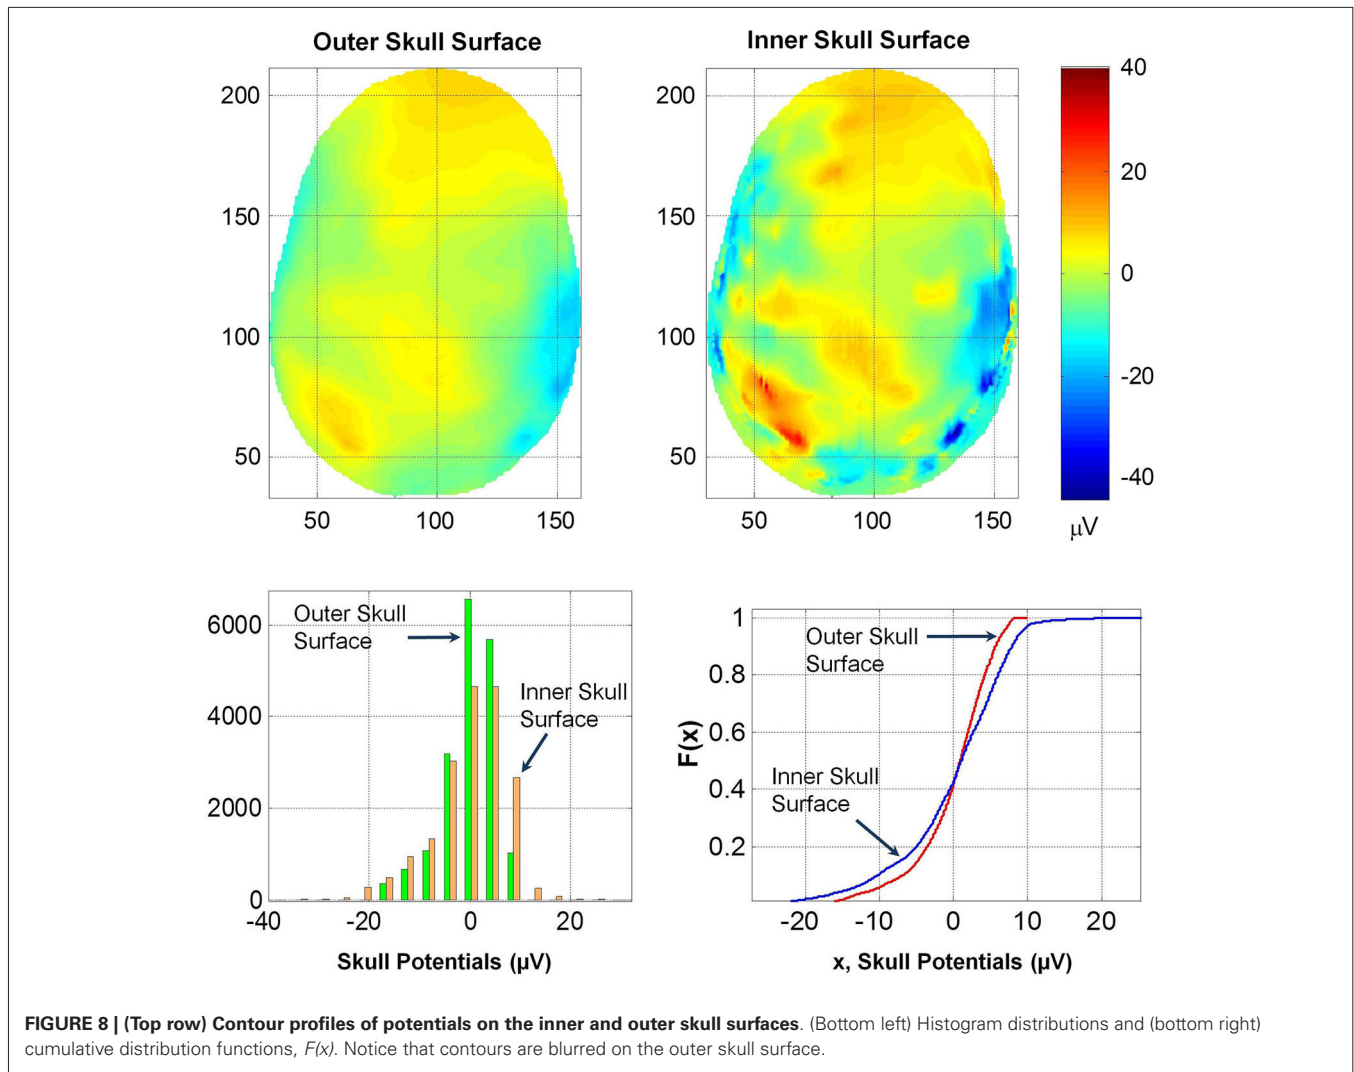 Outer Skull Surface
Inner Skull Surface
200
150
100
50
50 100 150
200
150
100
50
50 100 150
40
20
0
-20
-40
μV
6000
4000
2000
0
-40 -20 0 20
Outer Skull
Surface
Inner Skull
Surface
Skull Potentials (μV)
1
0.8
0.6
0.4
0.2
-20 -10 0 10 20
F(x)
Outer Skull
Surface
Inner Skull
Surface
x, Skull Potentials (μV)
FIGURE 8 | (Top row) Contour profiles of potentials on the inner and outer skull surfaces. (Bottom left) Histogram distributions and (bottom right)
cumulative distribution functions, F(x). Notice that contours are blurred on the outer skull surface.